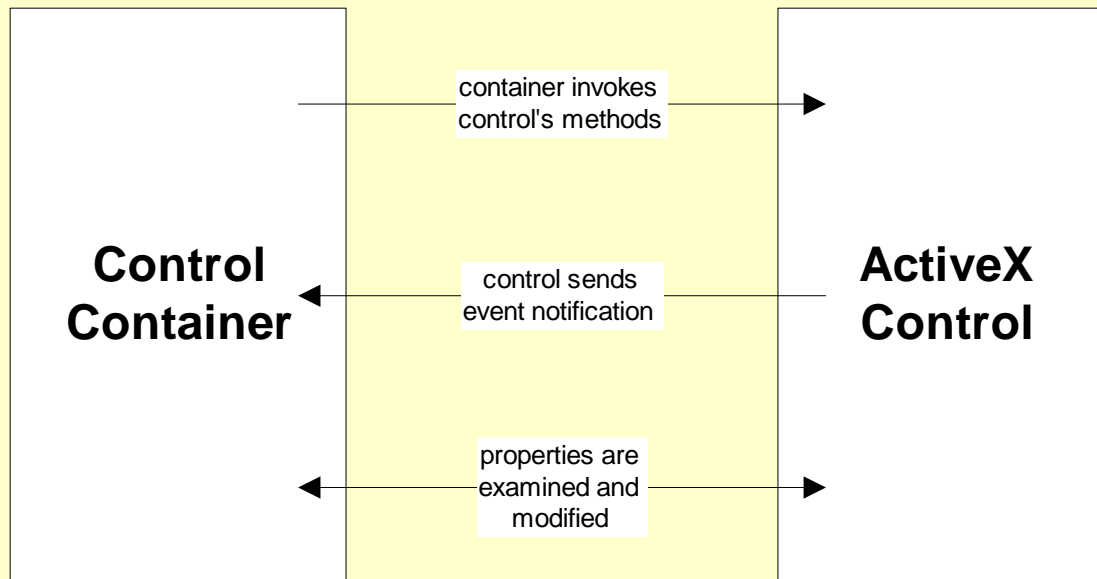 container invokes
control's methods
Control
Container
control sends
event notification
ActiveX
Control
properties are
examined and
modified